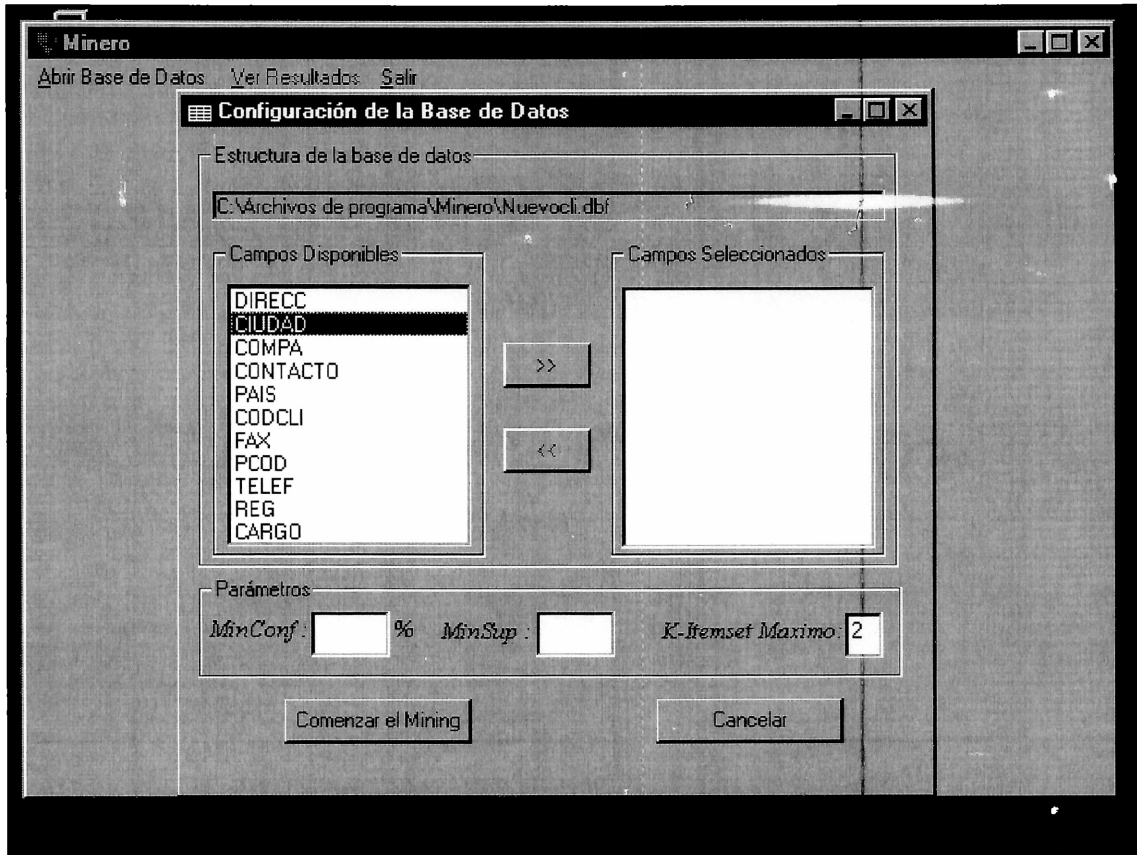 Minero
Abrir Base de Datos Ver Resultados Salir
Configuración de la Base de Datos
Estructura de la base de datos
C:\Archivos de programa\Minero\Nuevocli.dbf
Campos Disponibles
Campos Seleccionados
DIRECC
CIUDAD
COMPA
CONTACTO
PAIS
CODCLI
FAX
PCOD
TELEF
REG
CARGO
>>
<<
Parámetros
MinConf : % MinSup : K-Itemset Maximo: 2
Comenzar el Mining
Cancelar